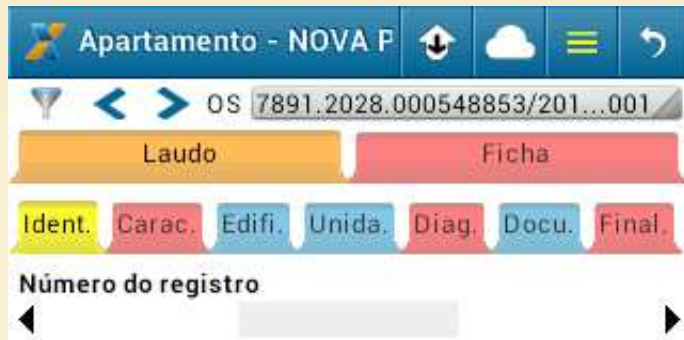 Apartamento - NOVA P
OS 7891.2028.000548853/201...001
Laudo Ficha
Ident. Carac. Edifi. Unida. Diag. Docu. Final.
Número do registro